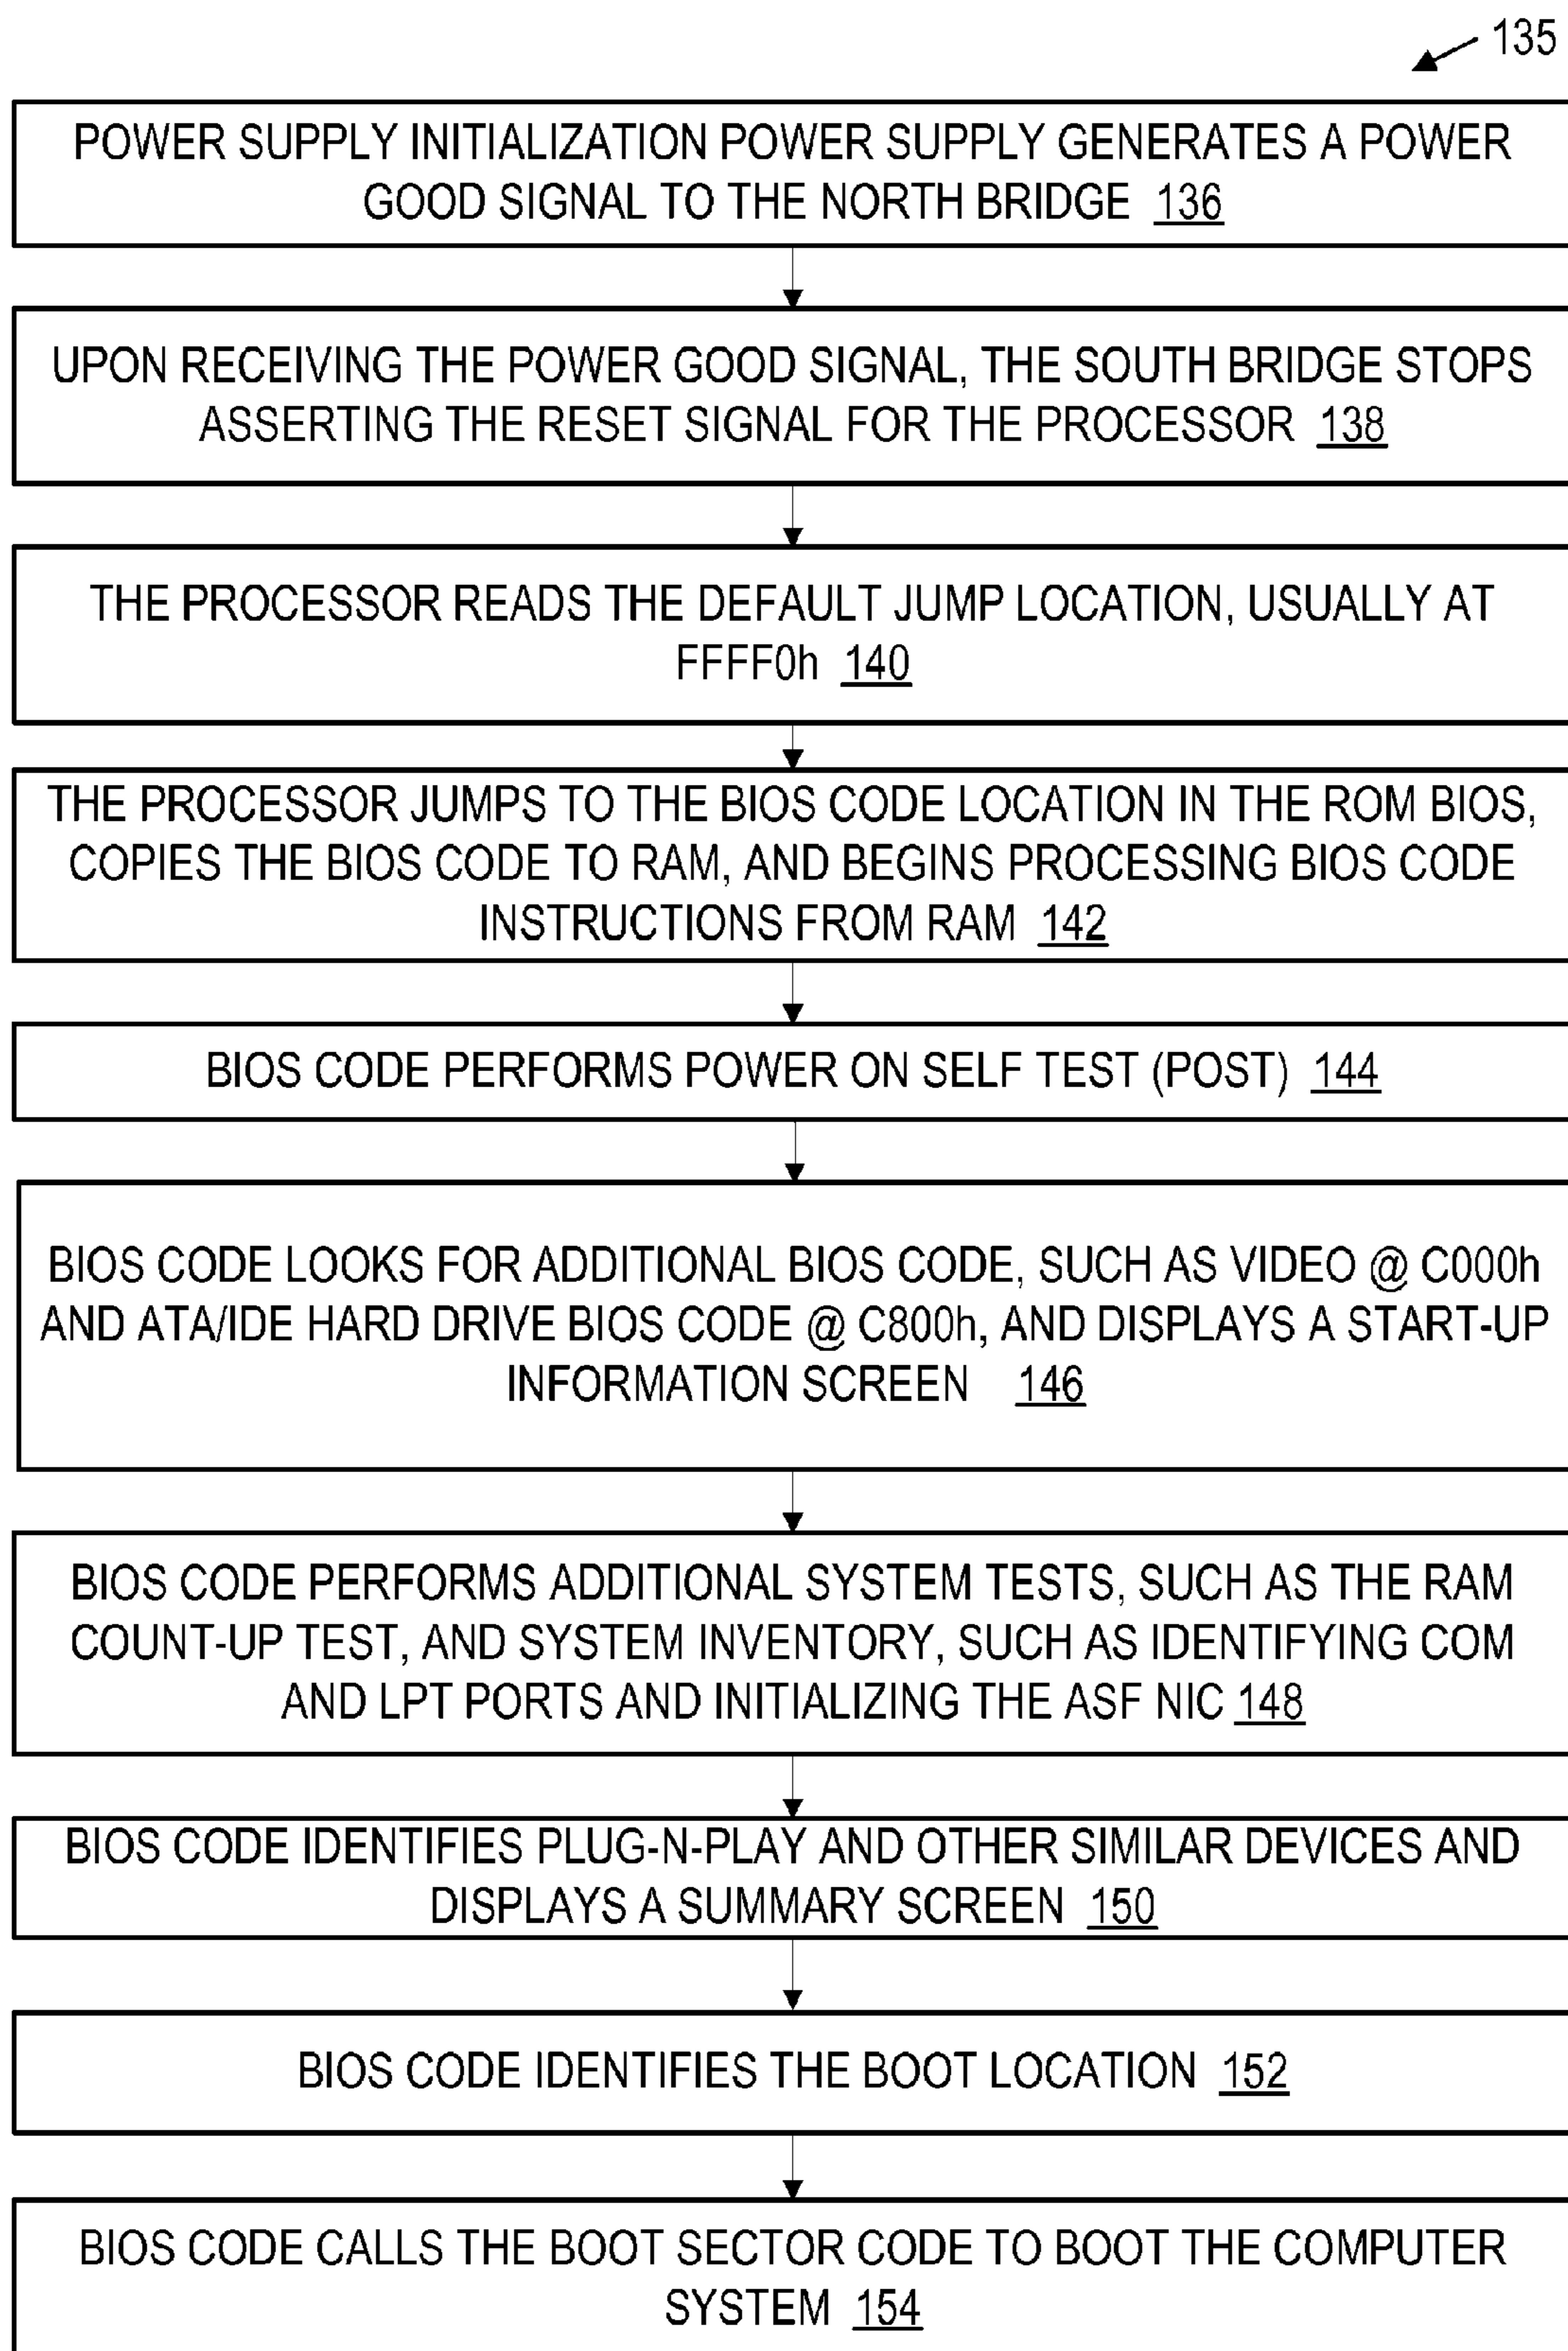 135
POWER SUPPLY INITIALIZATION POWER SUPPLY GENERATES A POWER
GOOD SIGNAL TO THE NORTH BRIDGE 136
UPON RECEIVING THE POWER GOOD SIGNAL, THE SOUTH BRIDGE STOPS
ASSERTING THE RESET SIGNAL FOR THE PROCESSOR 138
THE PROCESSOR READS THE DEFAULT JUMP LOCATION, USUALLY AT
FFFF0h 140
THE PROCESSOR JUMPS TO THE BIOS CODE LOCATION IN THE ROM BIOS,
COPIES THE BIOS CODE TO RAM, AND BEGINS PROCESSING BIOS CODE
INSTRUCTIONS FROM RAM 142
BIOS CODE PERFORMS POWER ON SELF TEST (POST) 144
BIOS CODE LOOKS FOR ADDITIONAL BIOS CODE, SUCH AS VIDEO @ C000h
AND ATA/IDE HARD DRIVE BIOS CODE @ C800h, AND DISPLAYS A START-UP
INFORMATION SCREEN 146
BIOS CODE PERFORMS ADDITIONAL SYSTEM TESTS, SUCH AS THE RAM
COUNT-UP TEST, AND SYSTEM INVENTORY, SUCH AS IDENTIFYING COM
AND LPT PORTS AND INITIALIZING THE ASF NIC 148
BIOS CODE IDENTIFIES PLUG-N-PLAY AND OTHER SIMILAR DEVICES AND
DISPLAYS A SUMMARY SCREEN 150
BIOS CODE IDENTIFIES THE BOOT LOCATION 152
BIOS CODE CALLS THE BOOT SECTOR CODE TO BOOT THE COMPUTER
SYSTEM 154